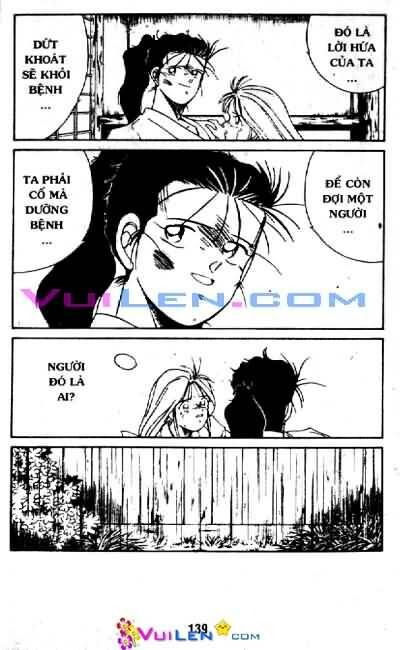 DỨT
KHOÁT
SẼ KHỎI
BỆNH
...
ĐÓ LÀ
LỜI HỨA
CỦA TA
...
TA PHẢI
CỐ MÀ
DƯỠNG
BỆNH
...
ĐỂ CÒN
ĐỢI MỘT
NGƯỜI
...
VUILEN.COM
NGƯỜI
ĐÓ LÀ
AI?
139
VUILEN.COM